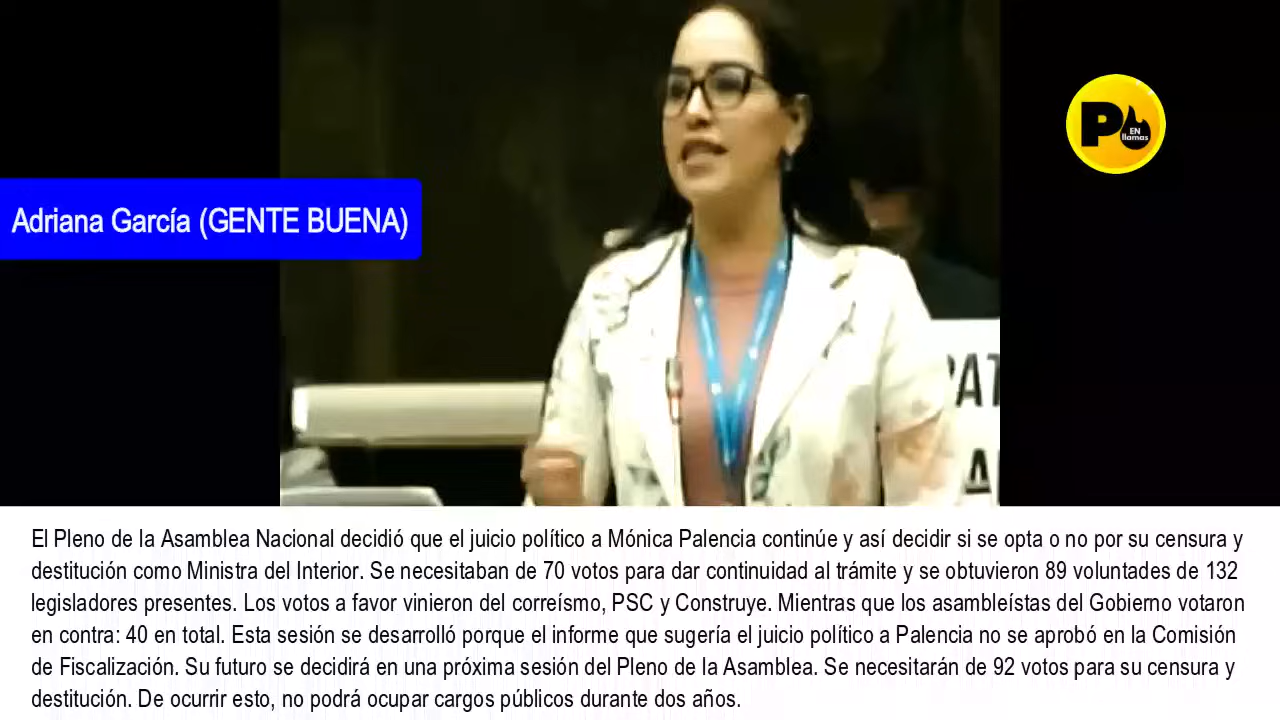 P
EN
llamas
Adriana García (GENTE BUENA)
El Pleno de la Asamblea Nacional decidió que el juicio político a Mónica Palencia continúe y así decidir si se opta o no por su censura y
destitución como Ministra del Interior. Se necesitaban de 70 votos para dar continuidad al trámite y se obtuvieron 89 voluntades de 132
legisladores presentes. Los votos a favor vinieron del correísmo, PSC y Construye. Mientras que los asambleístas del Gobierno votaron
en contra: 40 en total. Esta sesión se desarrolló porque el informe que sugería el juicio político a Palencia no se aprobó en la Comisión
de Fiscalización. Su futuro se decidirá en una próxima sesión del Pleno de la Asamblea. Se necesitarán de 92 votos para su censura y
destitución. De ocurrir esto, no podrá ocupar cargos públicos durante dos años.